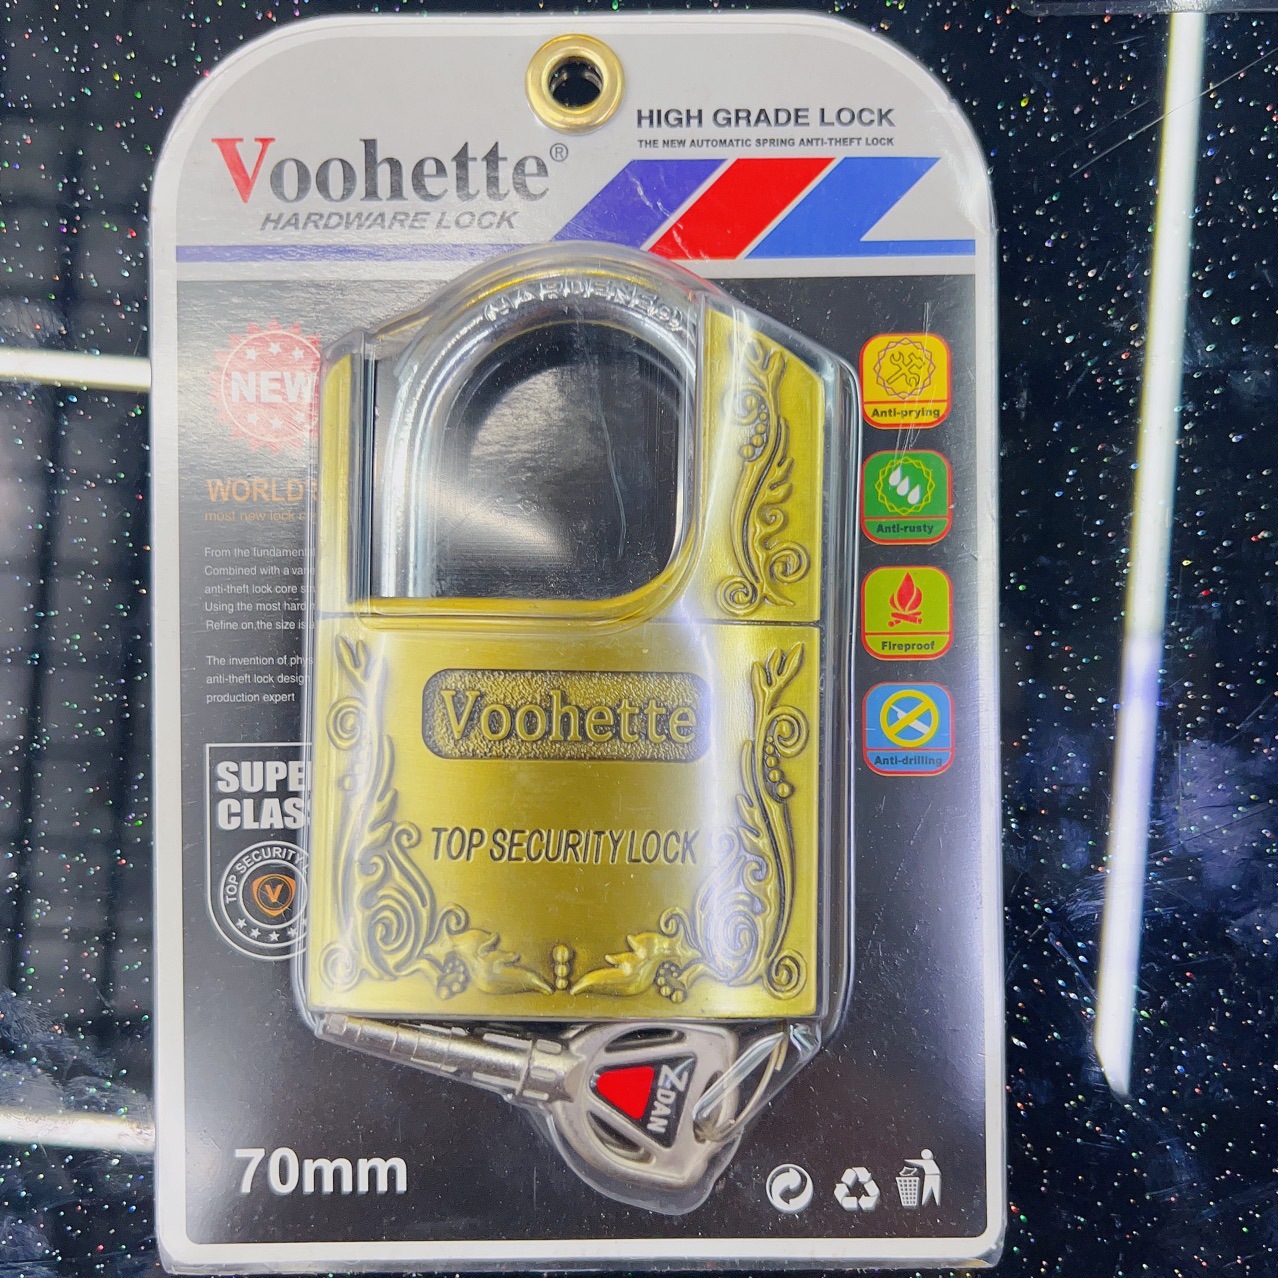 HIGH GRADE LOCK
THE NEW AUTOMATIC SPRING ANTI-THEFT LOCK
Voohette®
HARDWARE LOCK
HARDENED
NEW
WORLD'
most new lock
From the fundament
Combined with a
anti-theft lock core
Using the most hard
Refine on,the size is
The invention of
anti-theft lock design
production expert
SUPE
CLAS
TOP SECURITY
V
Anti-prying
Anti-rusty
Fireproof
Anti-drilling
Voohette
TOP SECURITY LOCK
ZDAN
70mm